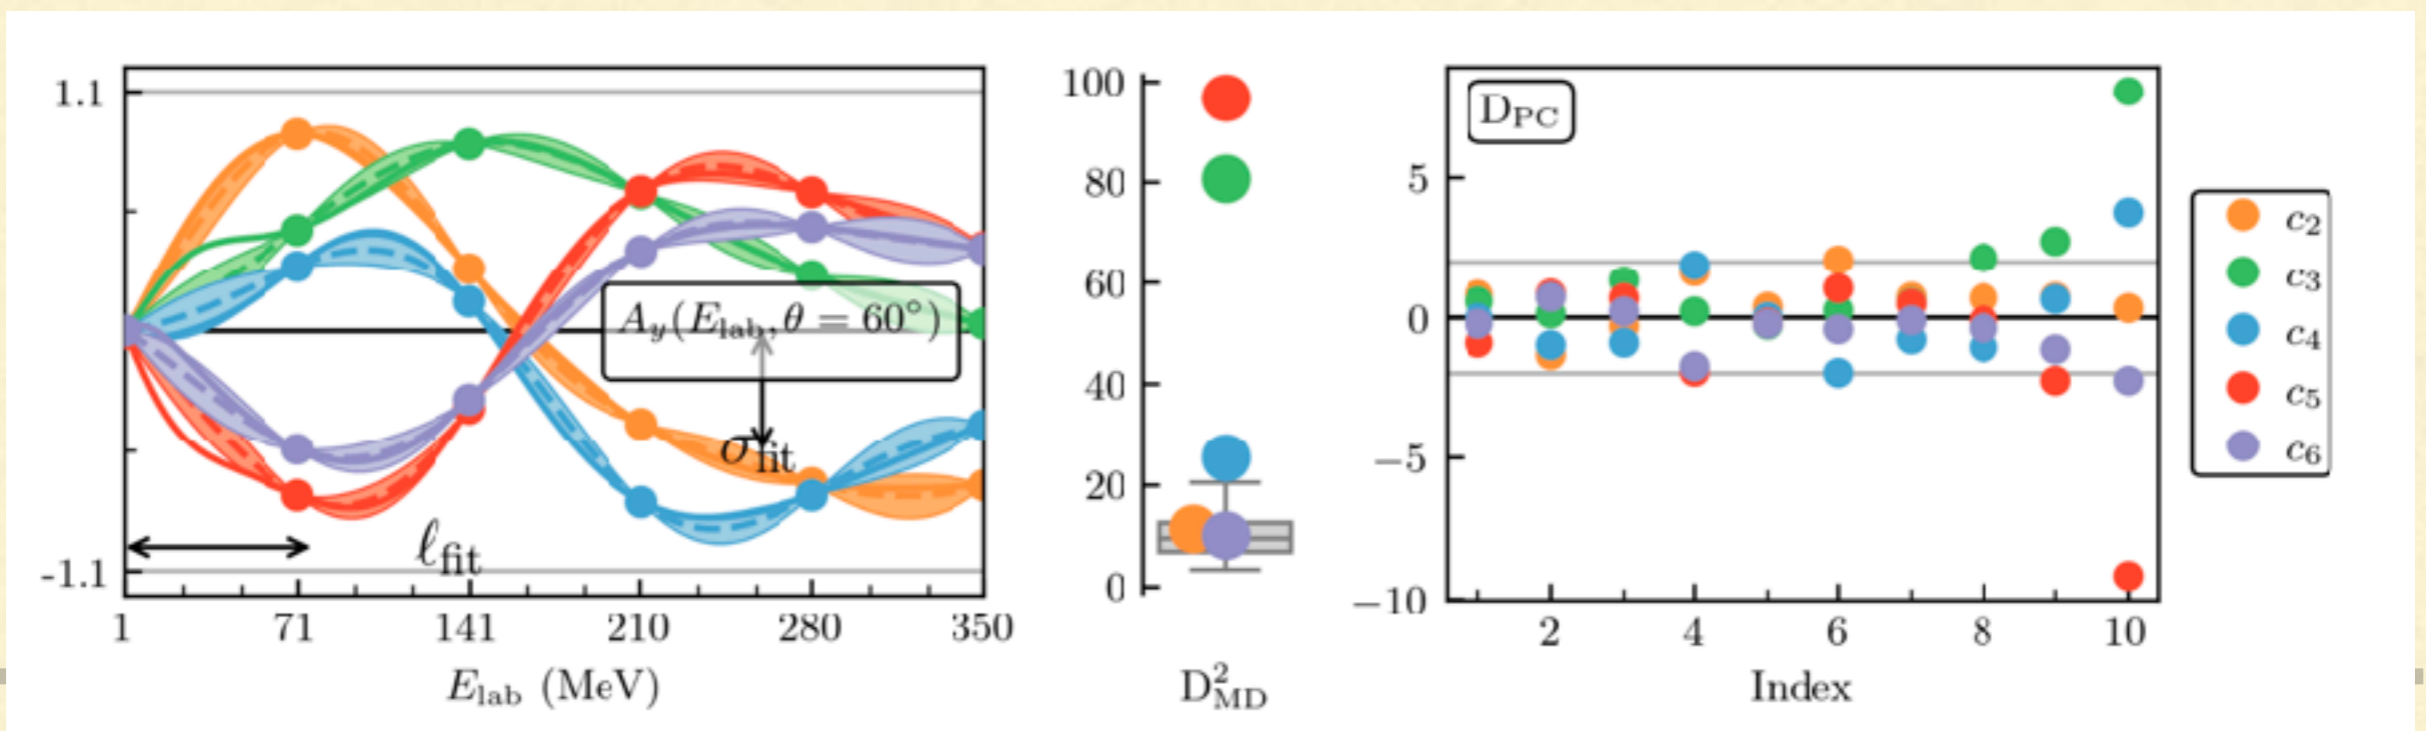 1.1
-1.1
A_y(E_lab, θ = 60°)
σ_fit
ℓ_fit
1 71 141 210 280 350
E_lab (MeV)
100
80
60
40
20
0
D²_MD
D_PC
5
0
−5
−10
2 4 6 8 10
Index
c₂
c₃
c₄
c₅
c₆